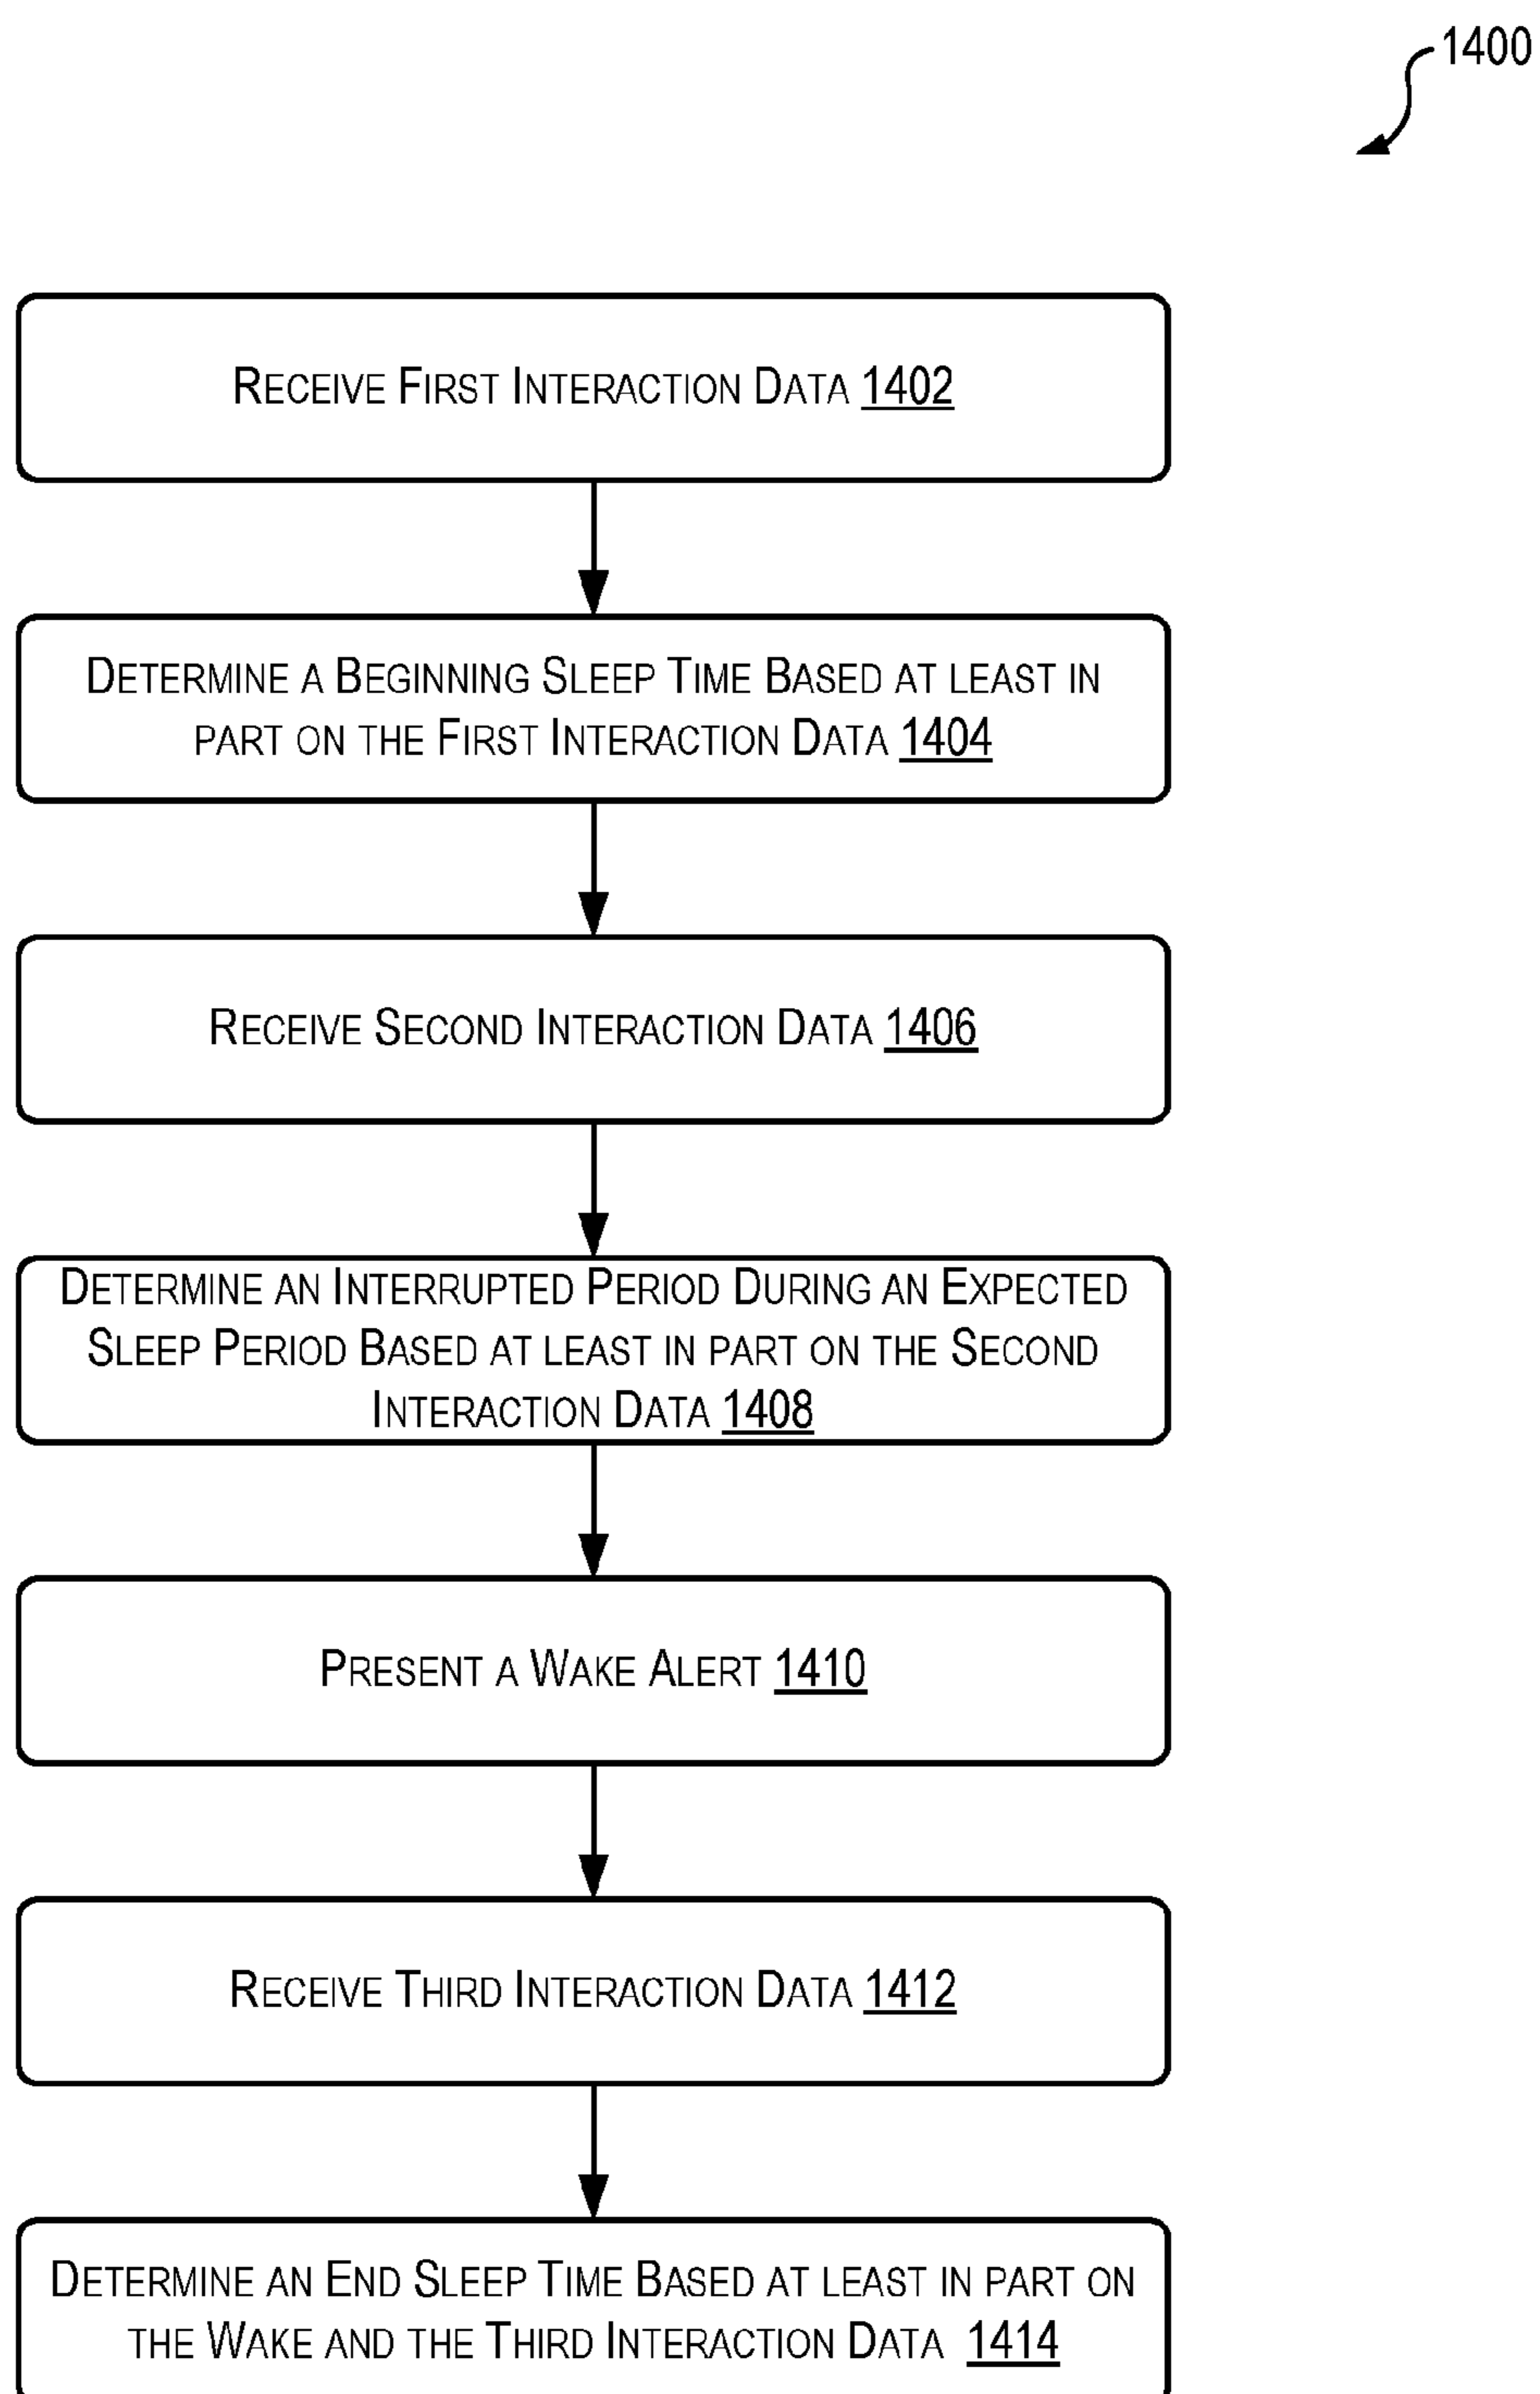 1400
Receive First Interaction Data 1402
Determine a Beginning Sleep Time Based at least in
part on the First Interaction Data 1404
Receive Second Interaction Data 1406
Determine an Interrupted Period During an Expected
Sleep Period Based at least in part on the Second
Interaction Data 1408
Present a Wake Alert 1410
Receive Third Interaction Data 1412
Determine an End Sleep Time Based at least in part on
the Wake and the Third Interaction Data 1414